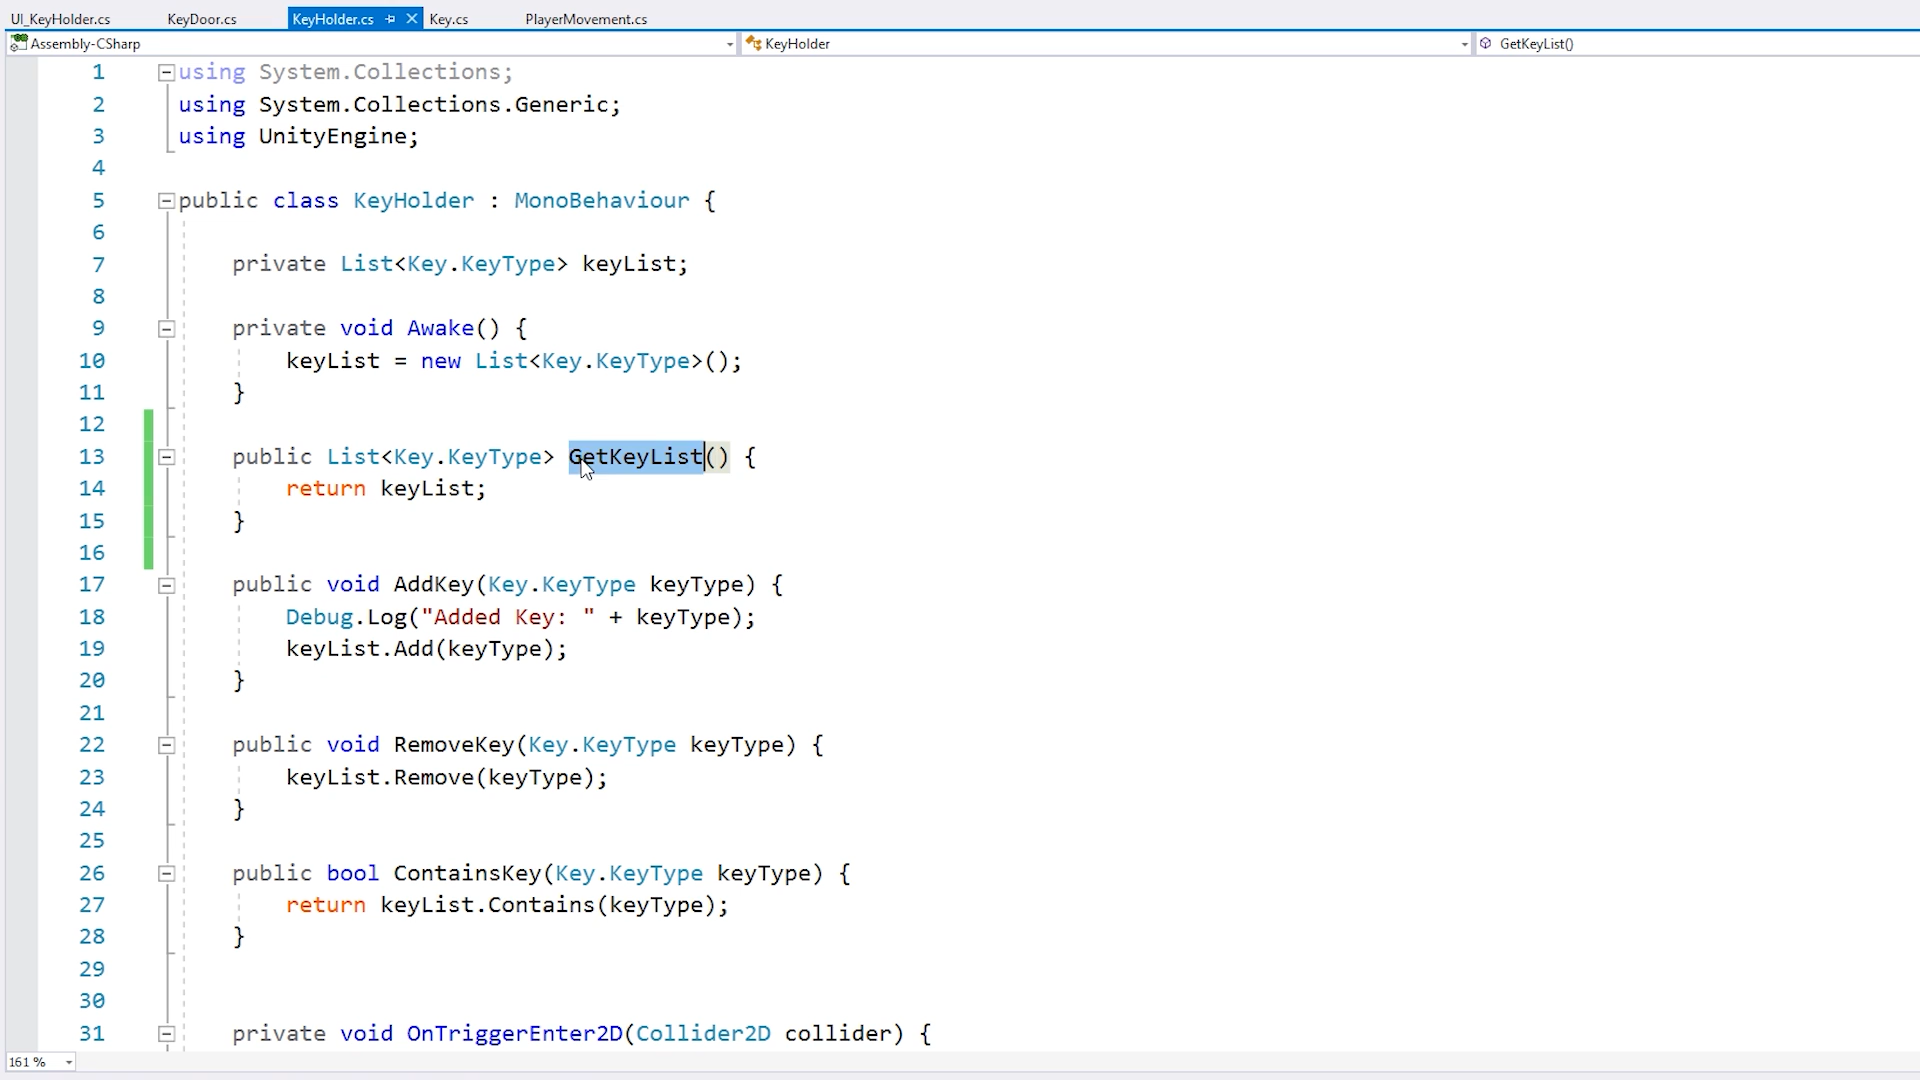 UI_KeyHolder.cs KeyDoor.cs KeyHolder.cs Key.cs PlayerMovement.cs
Assembly-CSharp KeyHolder GetKeyList()
1 using System.Collections;
2 using System.Collections.Generic;
3 using UnityEngine;
4
5 public class KeyHolder : MonoBehaviour {
6
7 private List<Key.KeyType> keyList;
8
9 private void Awake() {
10 keyList = new List<Key.KeyType>();
11 }
12
13 public List<Key.KeyType> GetKeyList() {
14 return keyList;
15 }
16
17 public void AddKey(Key.KeyType keyType) {
18 Debug.Log("Added Key: " + keyType);
19 keyList.Add(keyType);
20 }
21
22 public void RemoveKey(Key.KeyType keyType) {
23 keyList.Remove(keyType);
24 }
25
26 public bool ContainsKey(Key.KeyType keyType) {
27 return keyList.Contains(keyType);
28 }
29
30
31 private void OnTriggerEnter2D(Collider2D collider) {
161 %